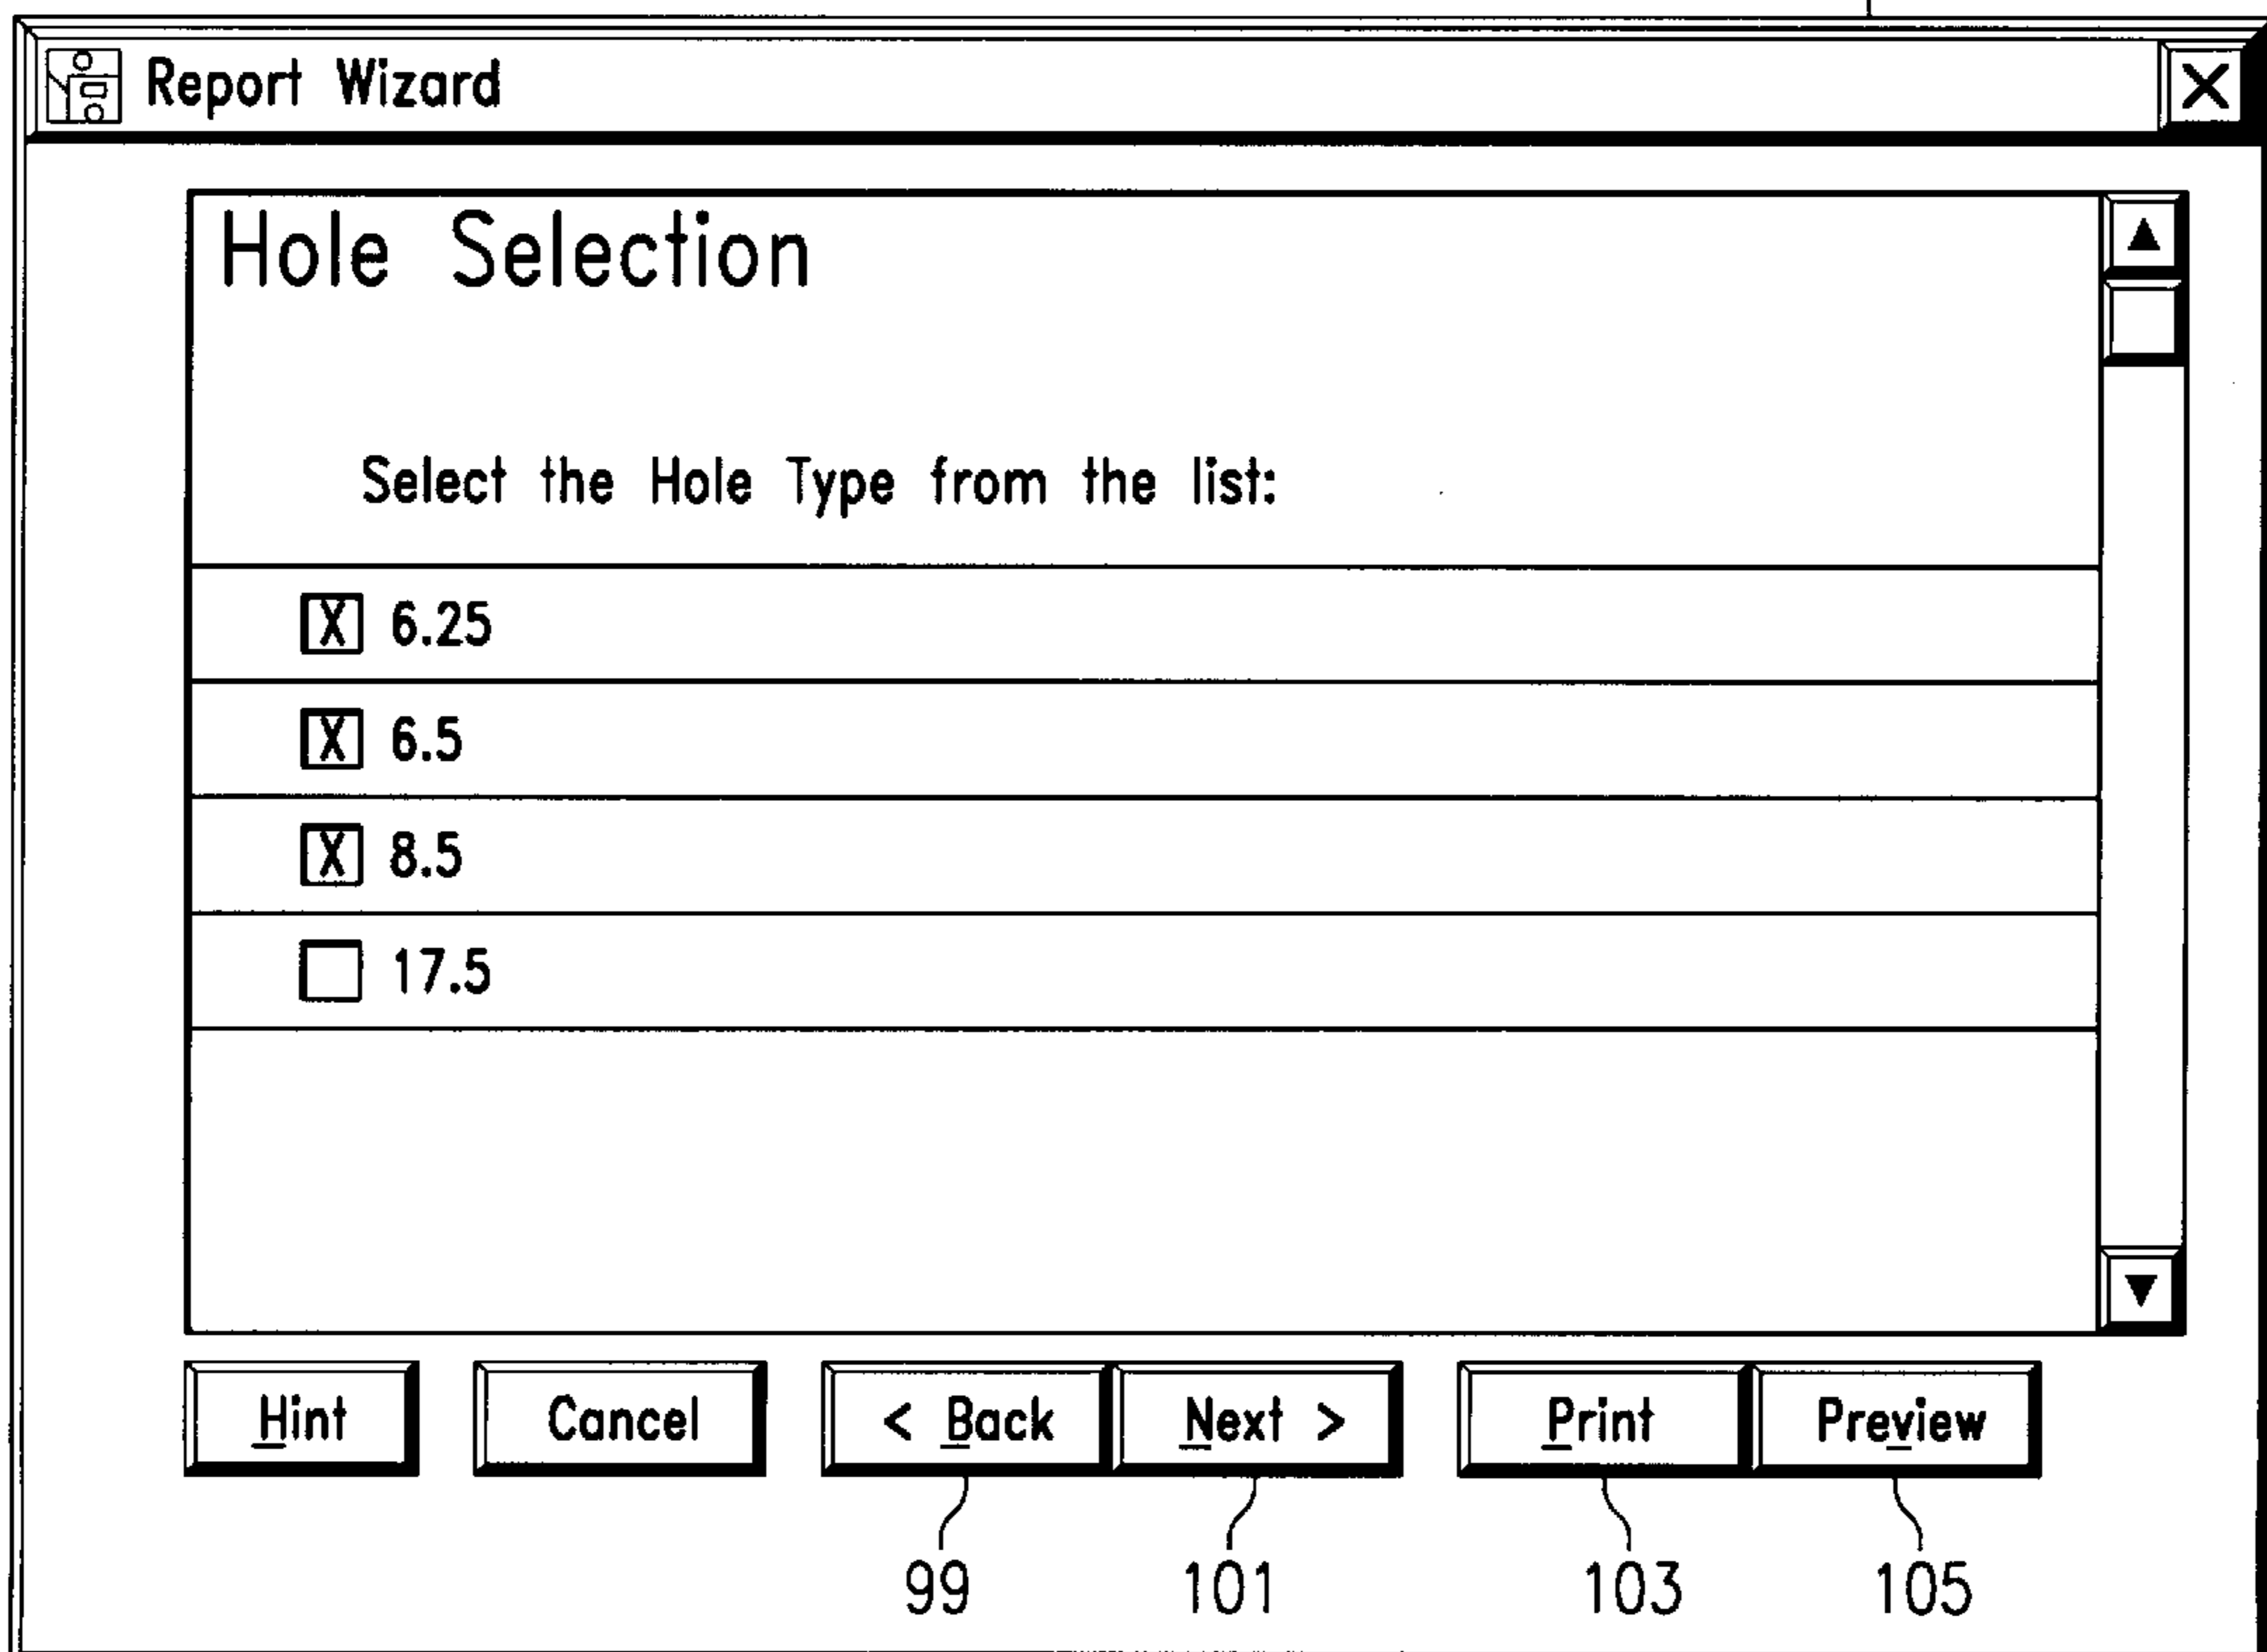 Report Wizard
Hole Selection
Select the Hole Type from the list:
X 6.25
X 6.5
X 8.5
17.5
Hint Cancel < Back Next > Print Preview
99 101 103 105